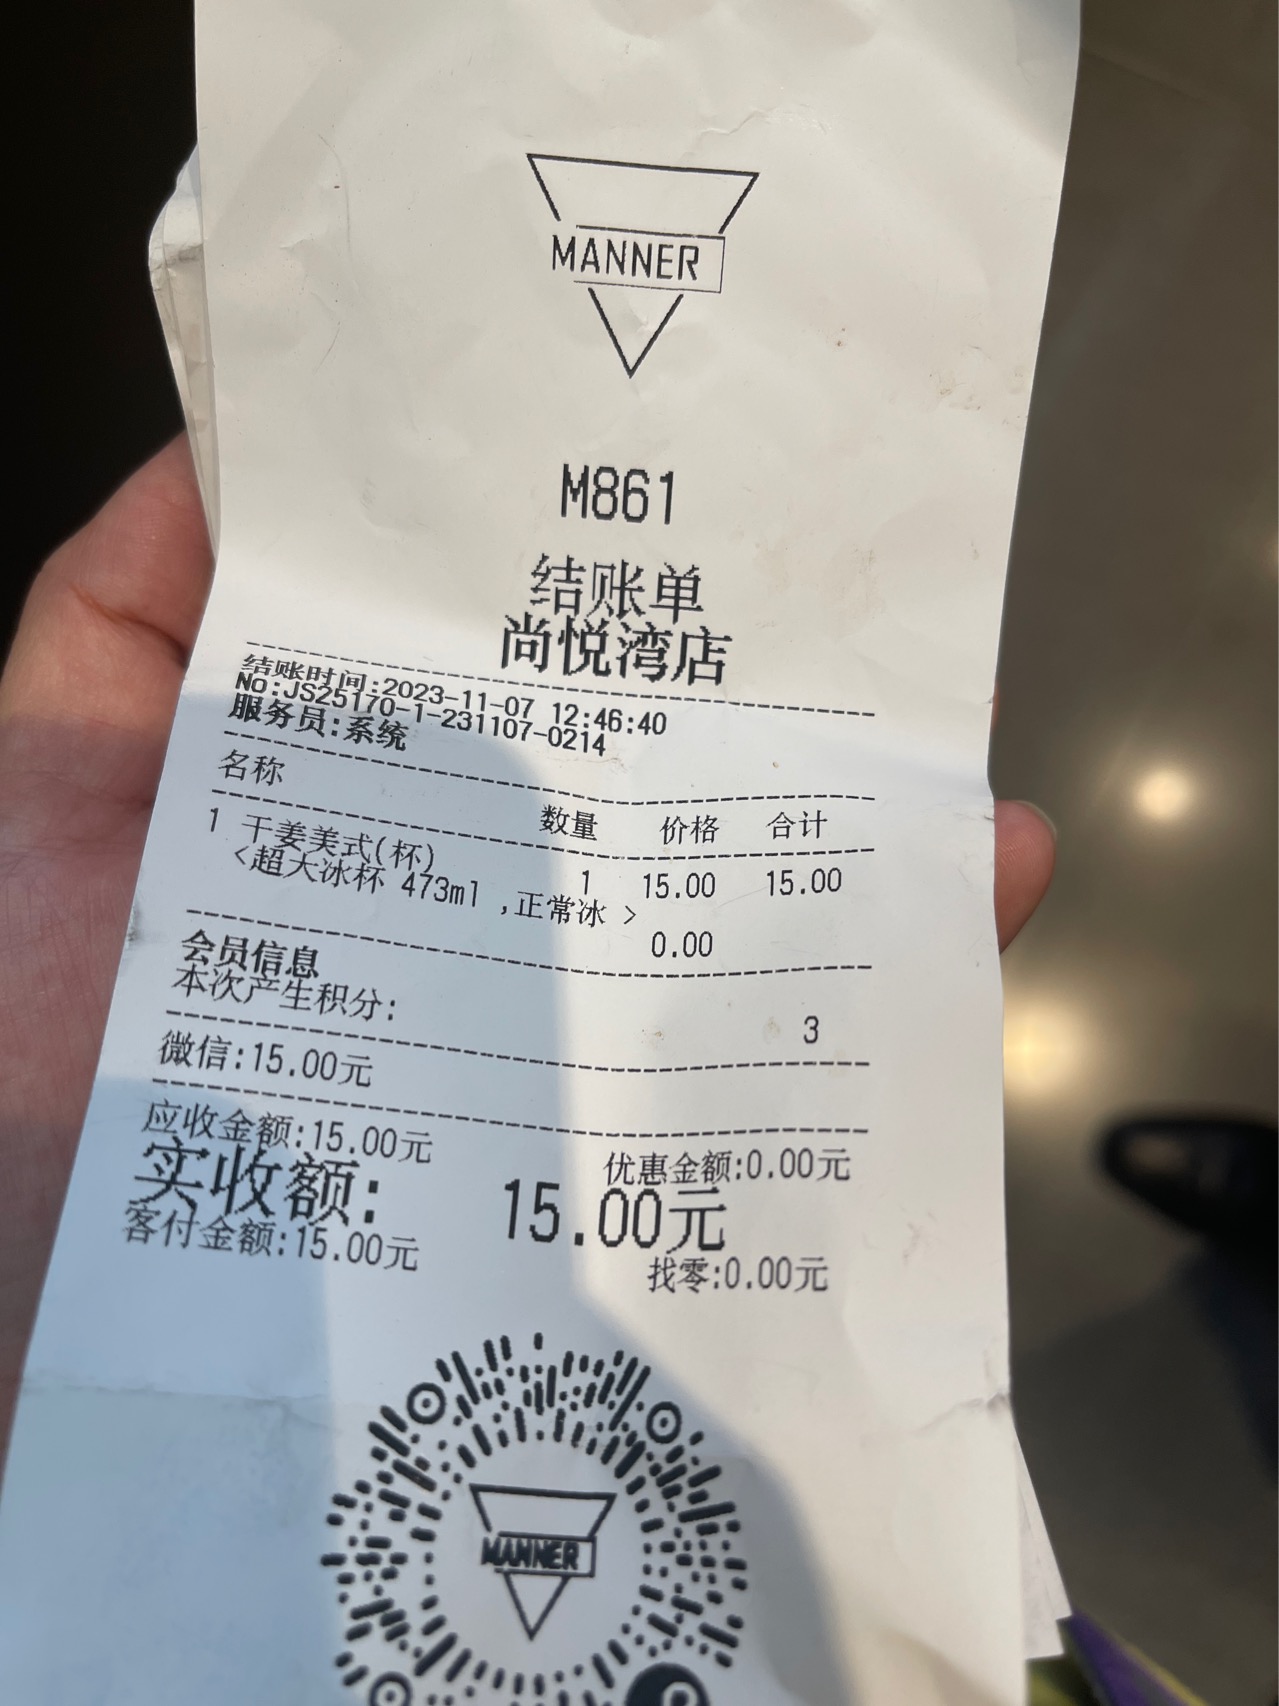 MANNER
M861
结账单
尚悦湾店
结账时间:2023-11-07 12:46:40
NO:JS25170-1-231107-0214
服务员:系统
名称 数量 价格 合计
1 干姜美式(杯) 1 15.00 15.00
<超大冰杯 473ml ,正常冰 >
0.00
会员信息
本次产生积分: 3
微信:15.00元
应收金额:15.00元 优惠金额:0.00元
实收额: 15.00元
客付金额:15.00元 找零:0.00元
MANNER